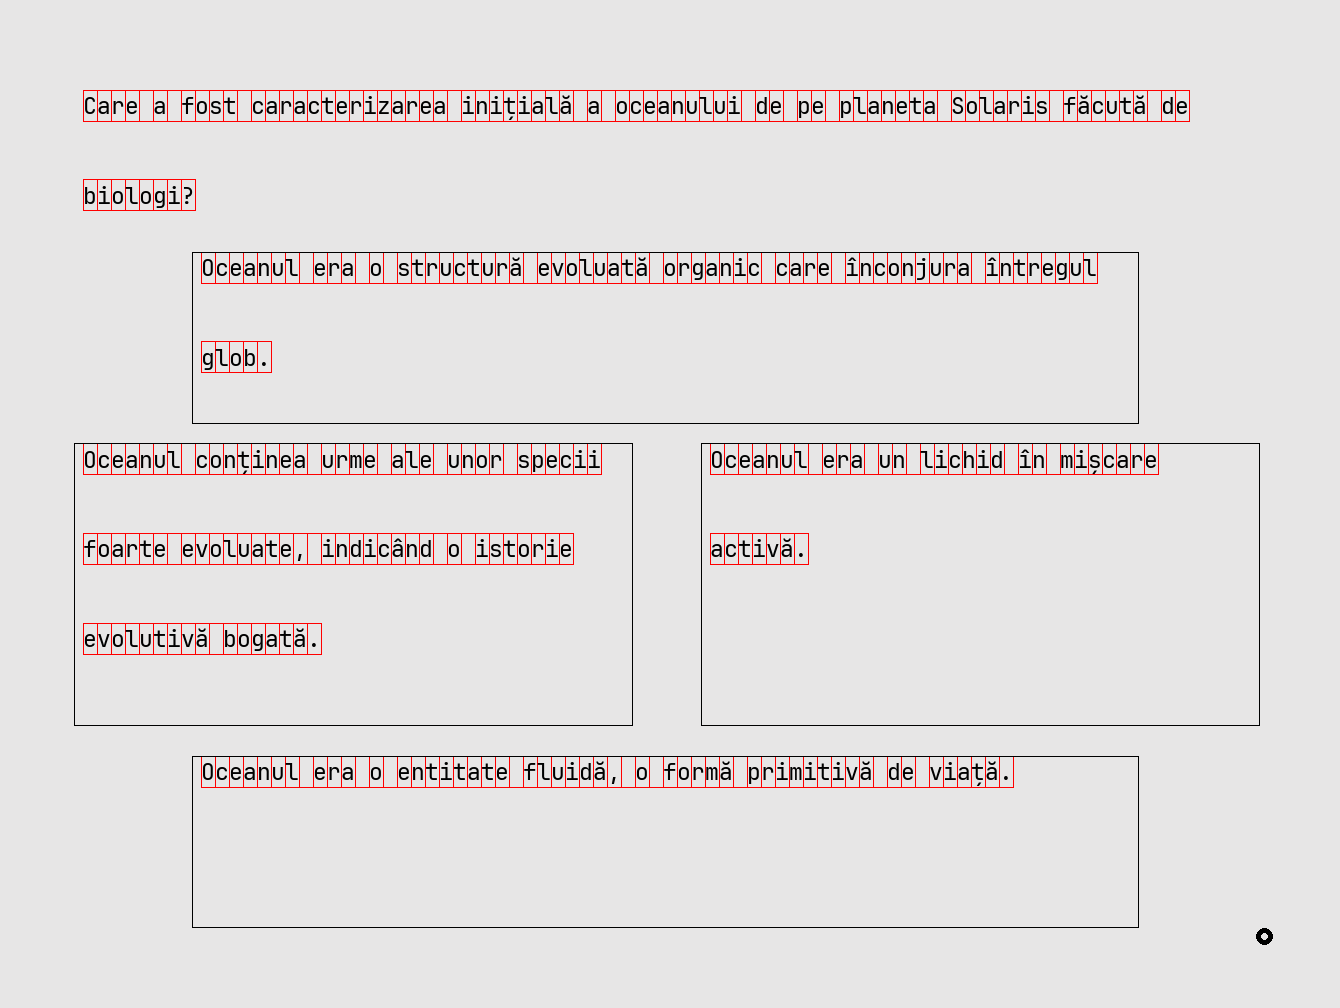 Care a fost caracterizarea inițială a oceanului de pe planeta Solaris făcută de
biologi?
Oceanul era o structură evoluată organic care înconjura întregul
glob.
Oceanul conținea urme ale unor specii
foarte evoluate, indicând o istorie
evolutivă bogată.
Oceanul era un lichid în mișcare
activă.
Oceanul era o entitate fluidă, o formă primitivă de viață.